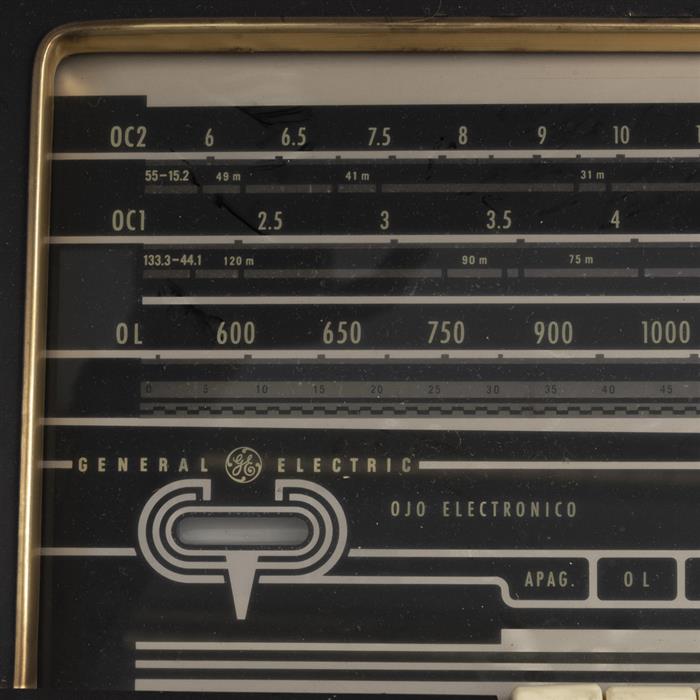 OC2 6 6.5 7.5 8 9 10
55-15.2 49 m 41 m 31 m
OC1 2.5 3 3.5 4
133.3-44.1 120 m 90 m 75 m
OL 600 650 750 900 1000
0 5 10 15 20 25 30 35 40 45
GENERAL GE ELECTRIC
OJO ELECTRONICO
APAG. OL